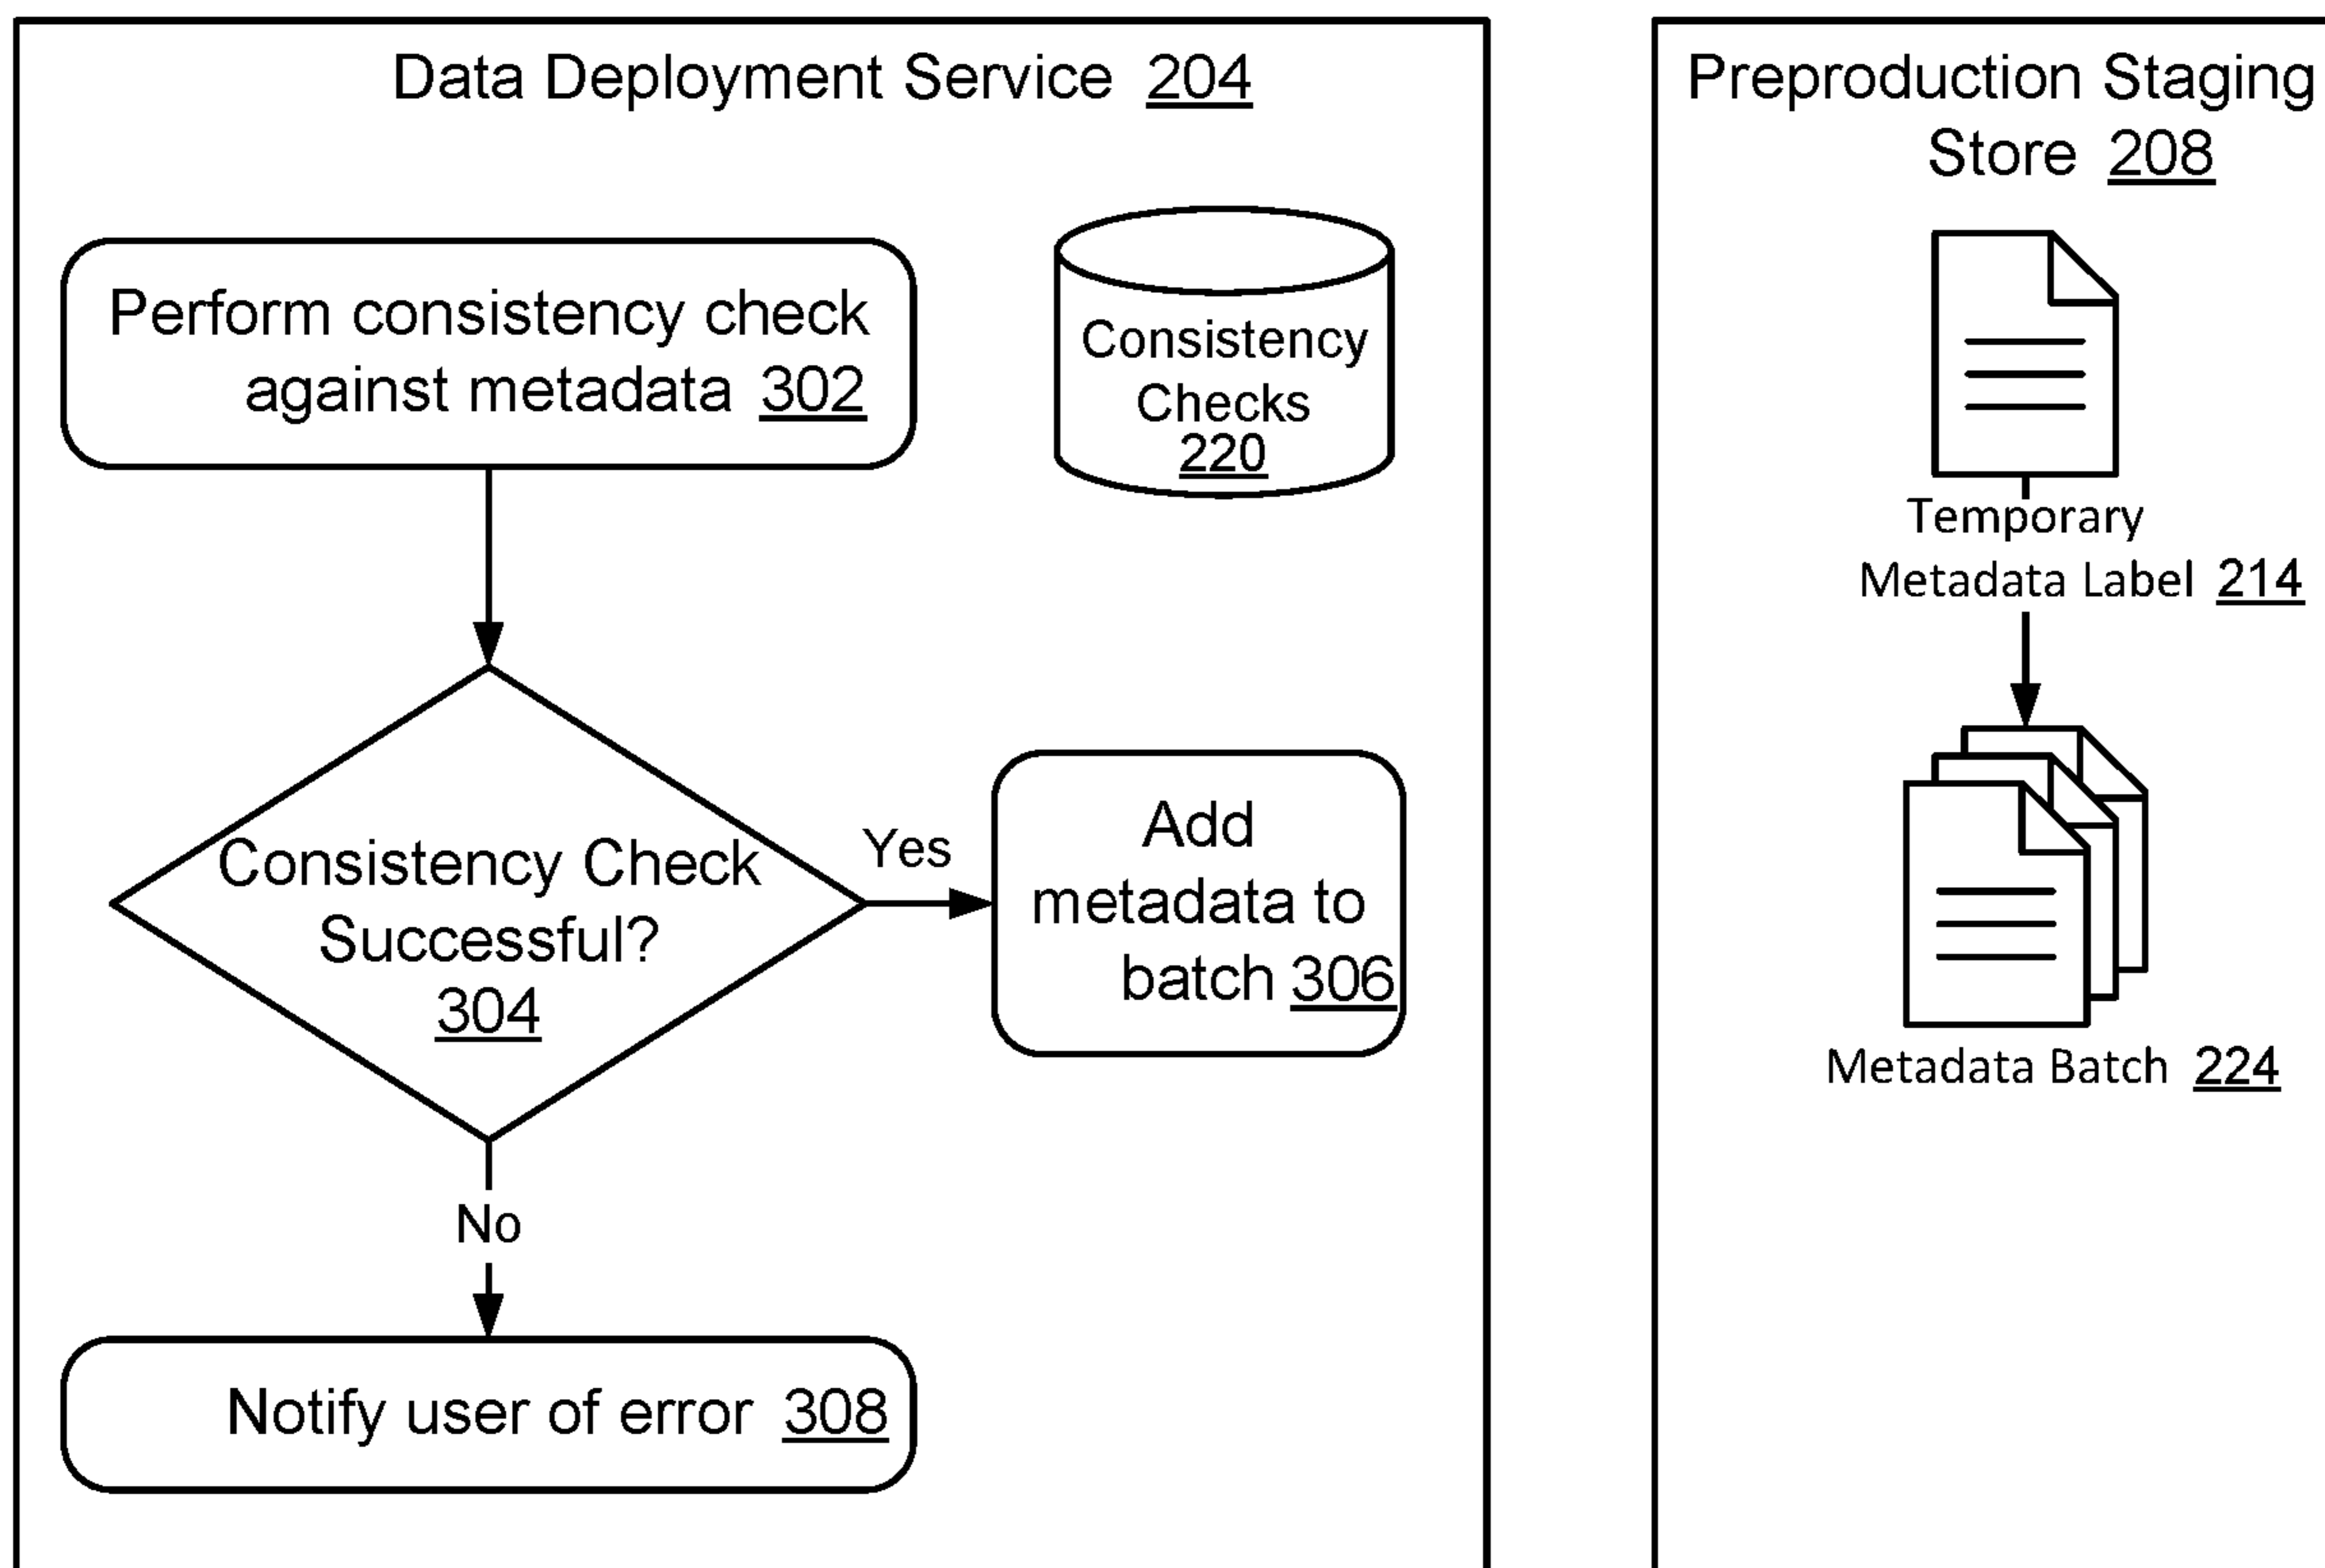 Data Deployment Service 204
Perform consistency check
against metadata 302
Consistency
Checks
220
Consistency Check
Successful?
304
Yes
Add
metadata to
batch 306
No
Notify user of error 308
Preproduction Staging
Store 208
Temporary
Metadata Label 214
Metadata Batch 224